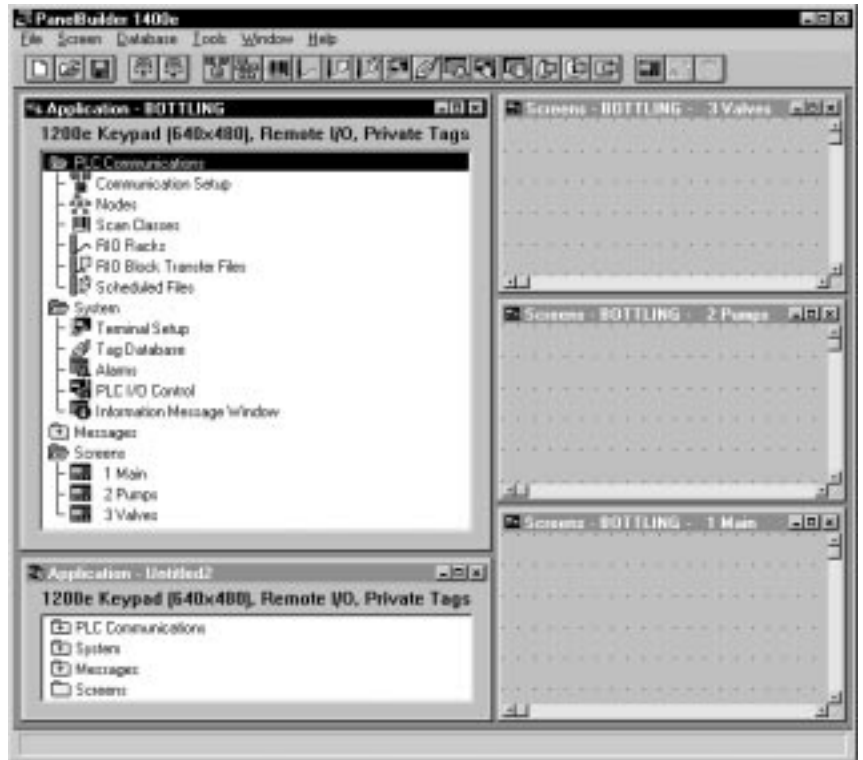 PanelBuilder 1400e
File Screen Database Tools Window Help
Application - BOTTLING
1200e Keypad (640x480), Remote I/O, Private Tags
PLC Communications
Communication Setup
Nodes
Scan Classes
RIO Racks
RIO Block Transfer Files
Scheduled Files
System
Terminal Setup
Tag Database
Alarms
PLC I/O Control
Information Message Window
Messages
Screens
1 Main
2 Pumps
3 Valves
Application - Untitled2
1200e Keypad (640x480), Remote I/O, Private Tags
PLC Communications
System
Messages
Screens
Screens - BOTTLING - 3 Valves
Screens - BOTTLING - 2 Pumps
Screens - BOTTLING - 1 Main